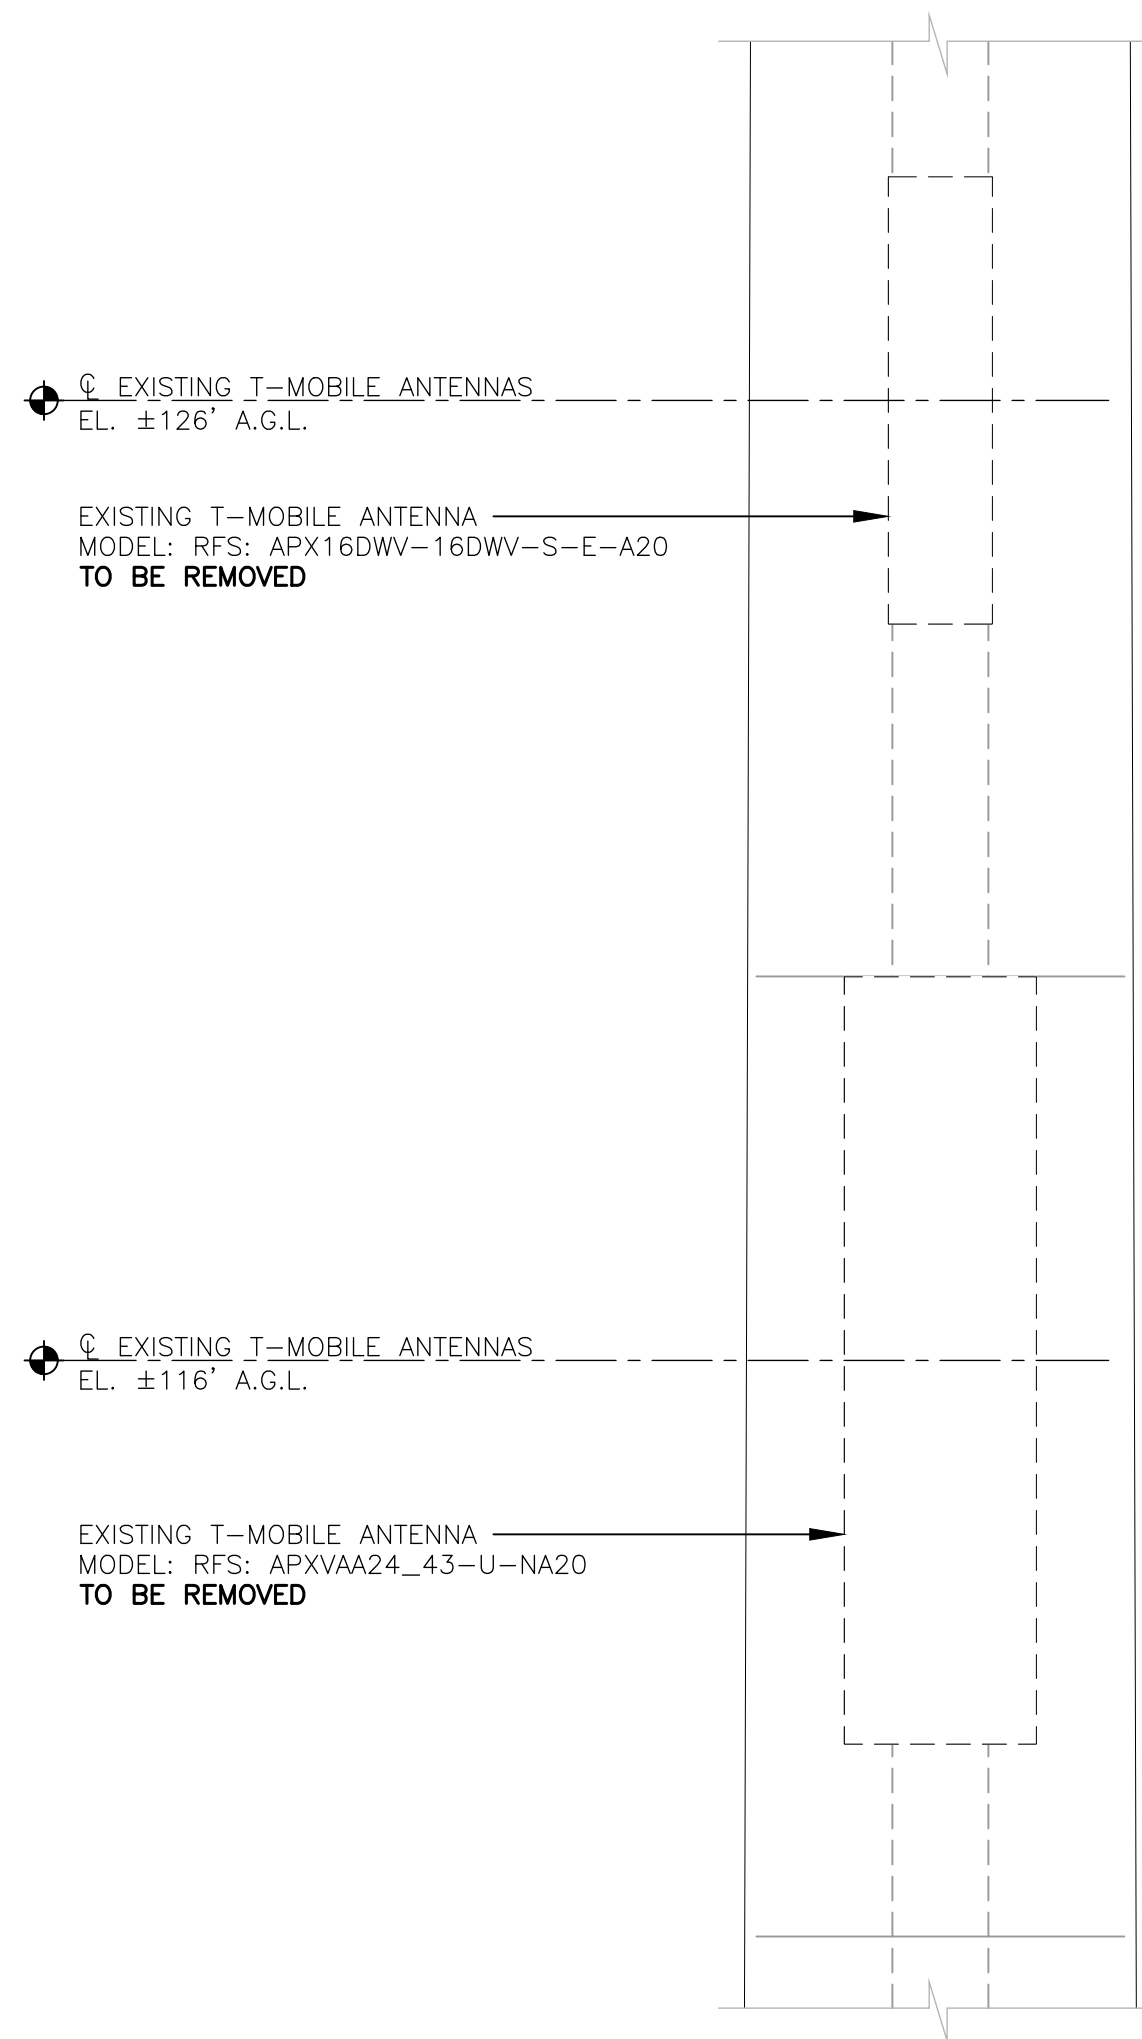 ℄ EXISTING T-MOBILE ANTENNAS
EL. ±126' A.G.L.
EXISTING T-MOBILE ANTENNA
MODEL: RFS: APX16DWV-16DWV-S-E-A20
TO BE REMOVED
℄ EXISTING T-MOBILE ANTENNAS
EL. ±116' A.G.L.
EXISTING T-MOBILE ANTENNA
MODEL: RFS: APXVAA24_43-U-NA20
TO BE REMOVED